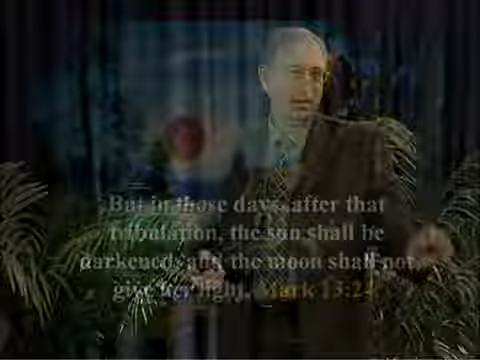 But in those days, after that
tribulation, the sun shall be
darkened, and the moon shall not
give her light, Mark 13:24